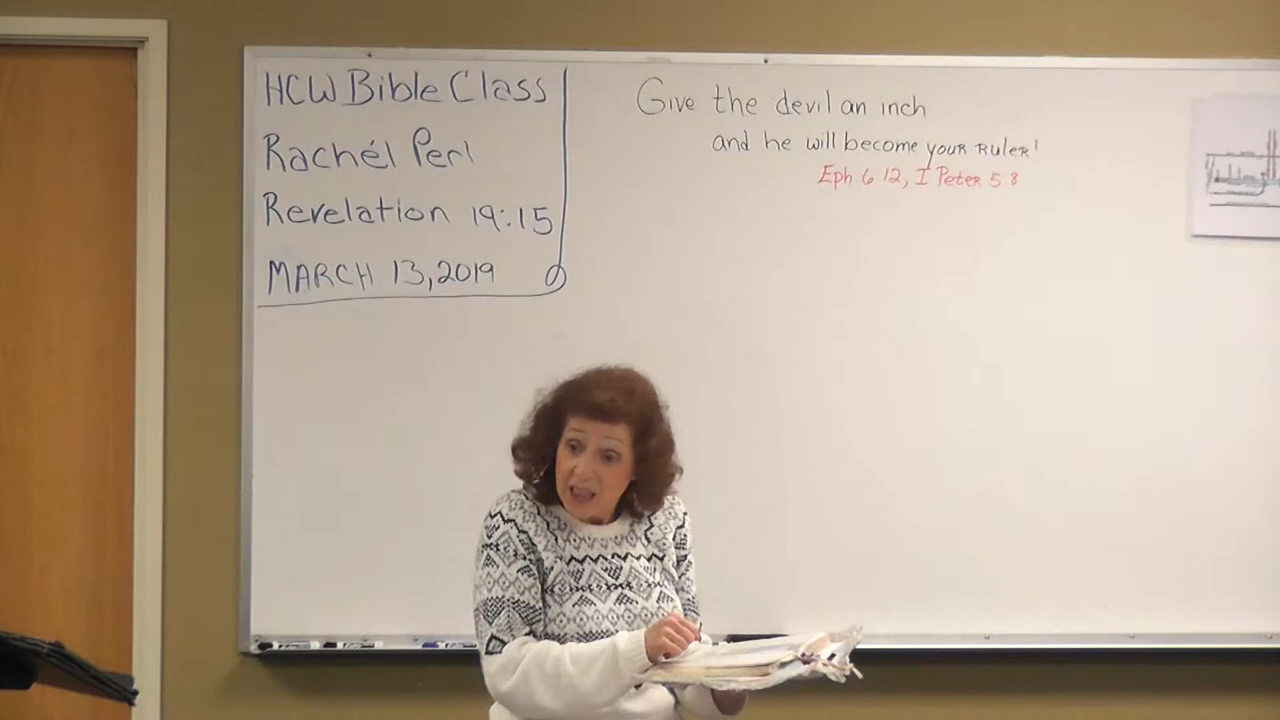 HCW Bible Class
Rachél Perl
Revelation 19:15
MARCH 13, 2019
Give the devil an inch
and he will become your RuleR!
Eph 6 12, I PeteR 5:8